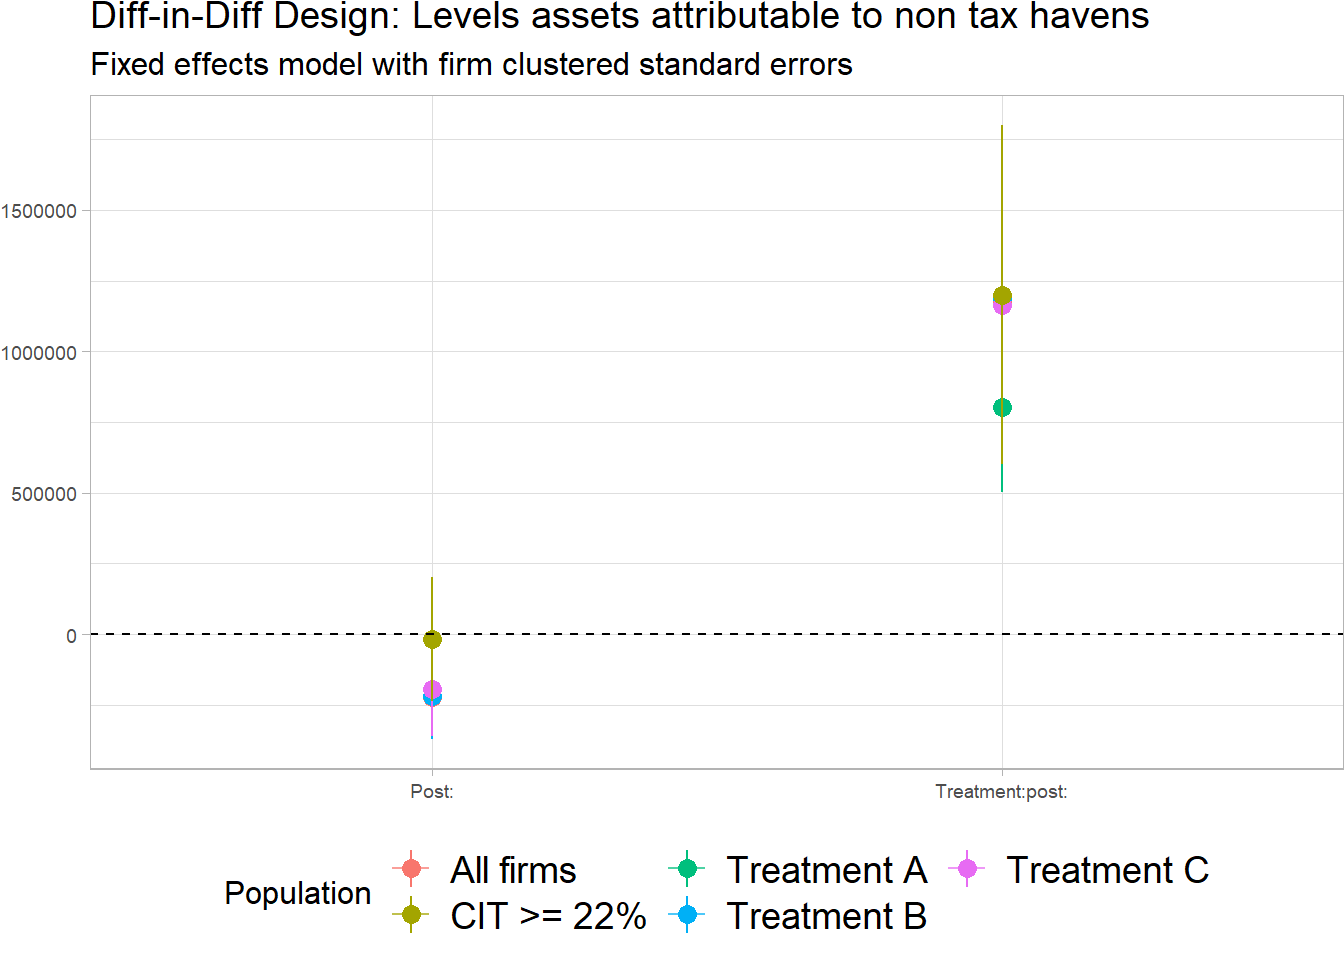 Diff-in-Diff Design: Levels assets attributable to non tax havens
Fixed effects model with firm clustered standard errors
1500000
1000000
500000
0
Post:
Treatment:post:
Population
All firms
CIT >= 22%
Treatment A
Treatment B
Treatment C